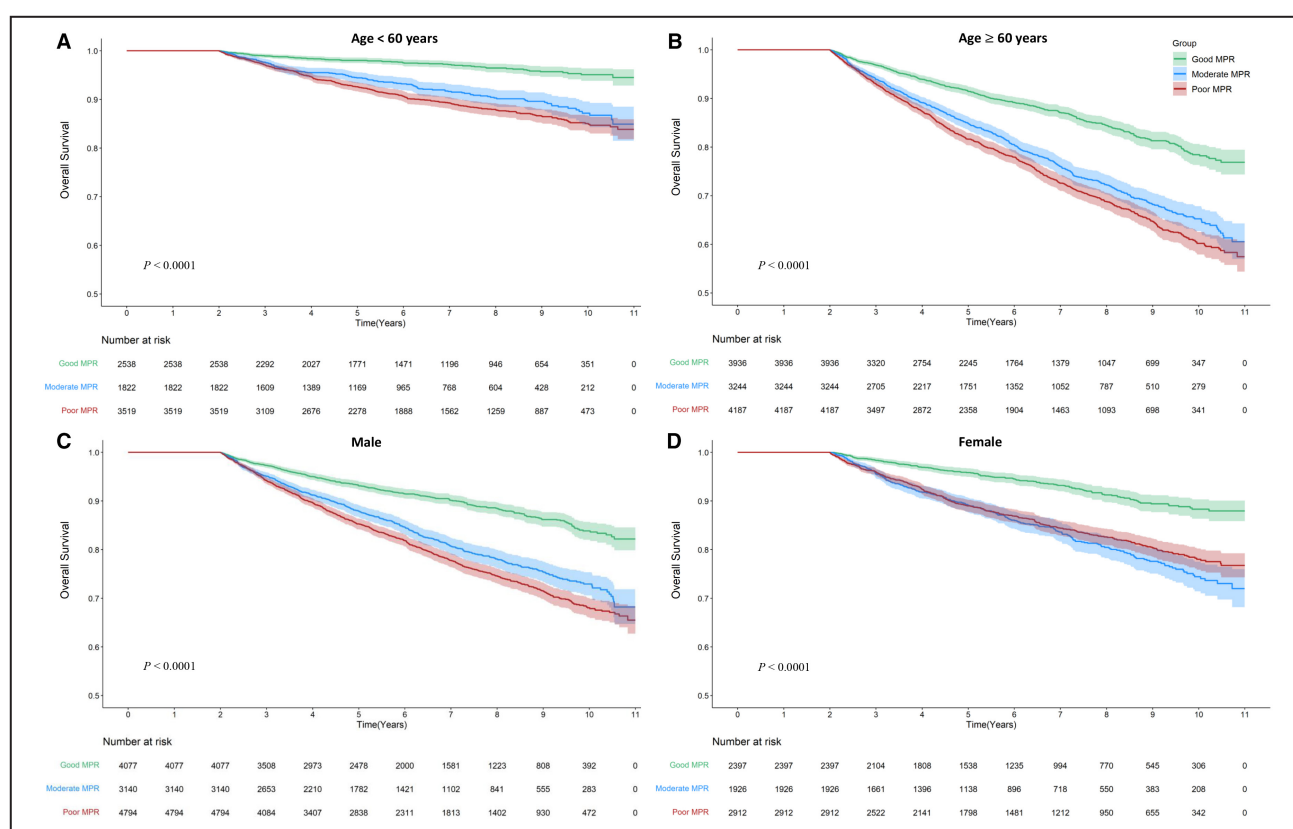 A
Age < 60 years
1.0
0.9
0.8
0.7
0.6
0.5
Overall Survival
P < 0.0001
0 1 2 3 4 5 6 7 8 9 10 11
Time(Years)
Number at risk
Good MPR 2538 2538 2538 2292 2027 1771 1471 1196 946 654 351 0
Moderate MPR 1822 1822 1822 1609 1389 1169 965 768 604 428 212 0
Poor MPR 3519 3519 3519 3109 2676 2278 1888 1562 1259 887 473 0
B
Age ≥ 60 years
Group
Good MPR
Moderate MPR
Poor MPR
1.0
0.9
0.8
0.7
0.6
0.5
Overall Survival
P < 0.0001
0 1 2 3 4 5 6 7 8 9 10 11
Time(Years)
Number at risk
Good MPR 3936 3936 3936 3320 2754 2245 1764 1379 1047 699 347 0
Moderate MPR 3244 3244 3244 2705 2217 1751 1352 1052 787 510 279 0
Poor MPR 4187 4187 4187 3497 2872 2358 1904 1463 1093 698 341 0
C
Male
1.0
0.9
0.8
0.7
0.6
0.5
Overall Survival
P < 0.0001
0 1 2 3 4 5 6 7 8 9 10 11
Time(Years)
Number at risk
Good MPR 4077 4077 4077 3508 2973 2478 2000 1581 1223 808 392 0
Moderate MPR 3140 3140 3140 2653 2210 1782 1421 1102 841 555 283 0
Poor MPR 4794 4794 4794 4084 3407 2838 2311 1813 1402 930 472 0
D
Female
1.0
0.9
0.8
0.7
0.6
0.5
Overall Survival
P < 0.0001
0 1 2 3 4 5 6 7 8 9 10 11
Time(Years)
Number at risk
Good MPR 2397 2397 2397 2104 1808 1538 1235 994 770 545 306 0
Moderate MPR 1926 1926 1926 1661 1396 1138 896 718 550 383 208 0
Poor MPR 2912 2912 2912 2522 2141 1798 1481 1212 950 655 342 0